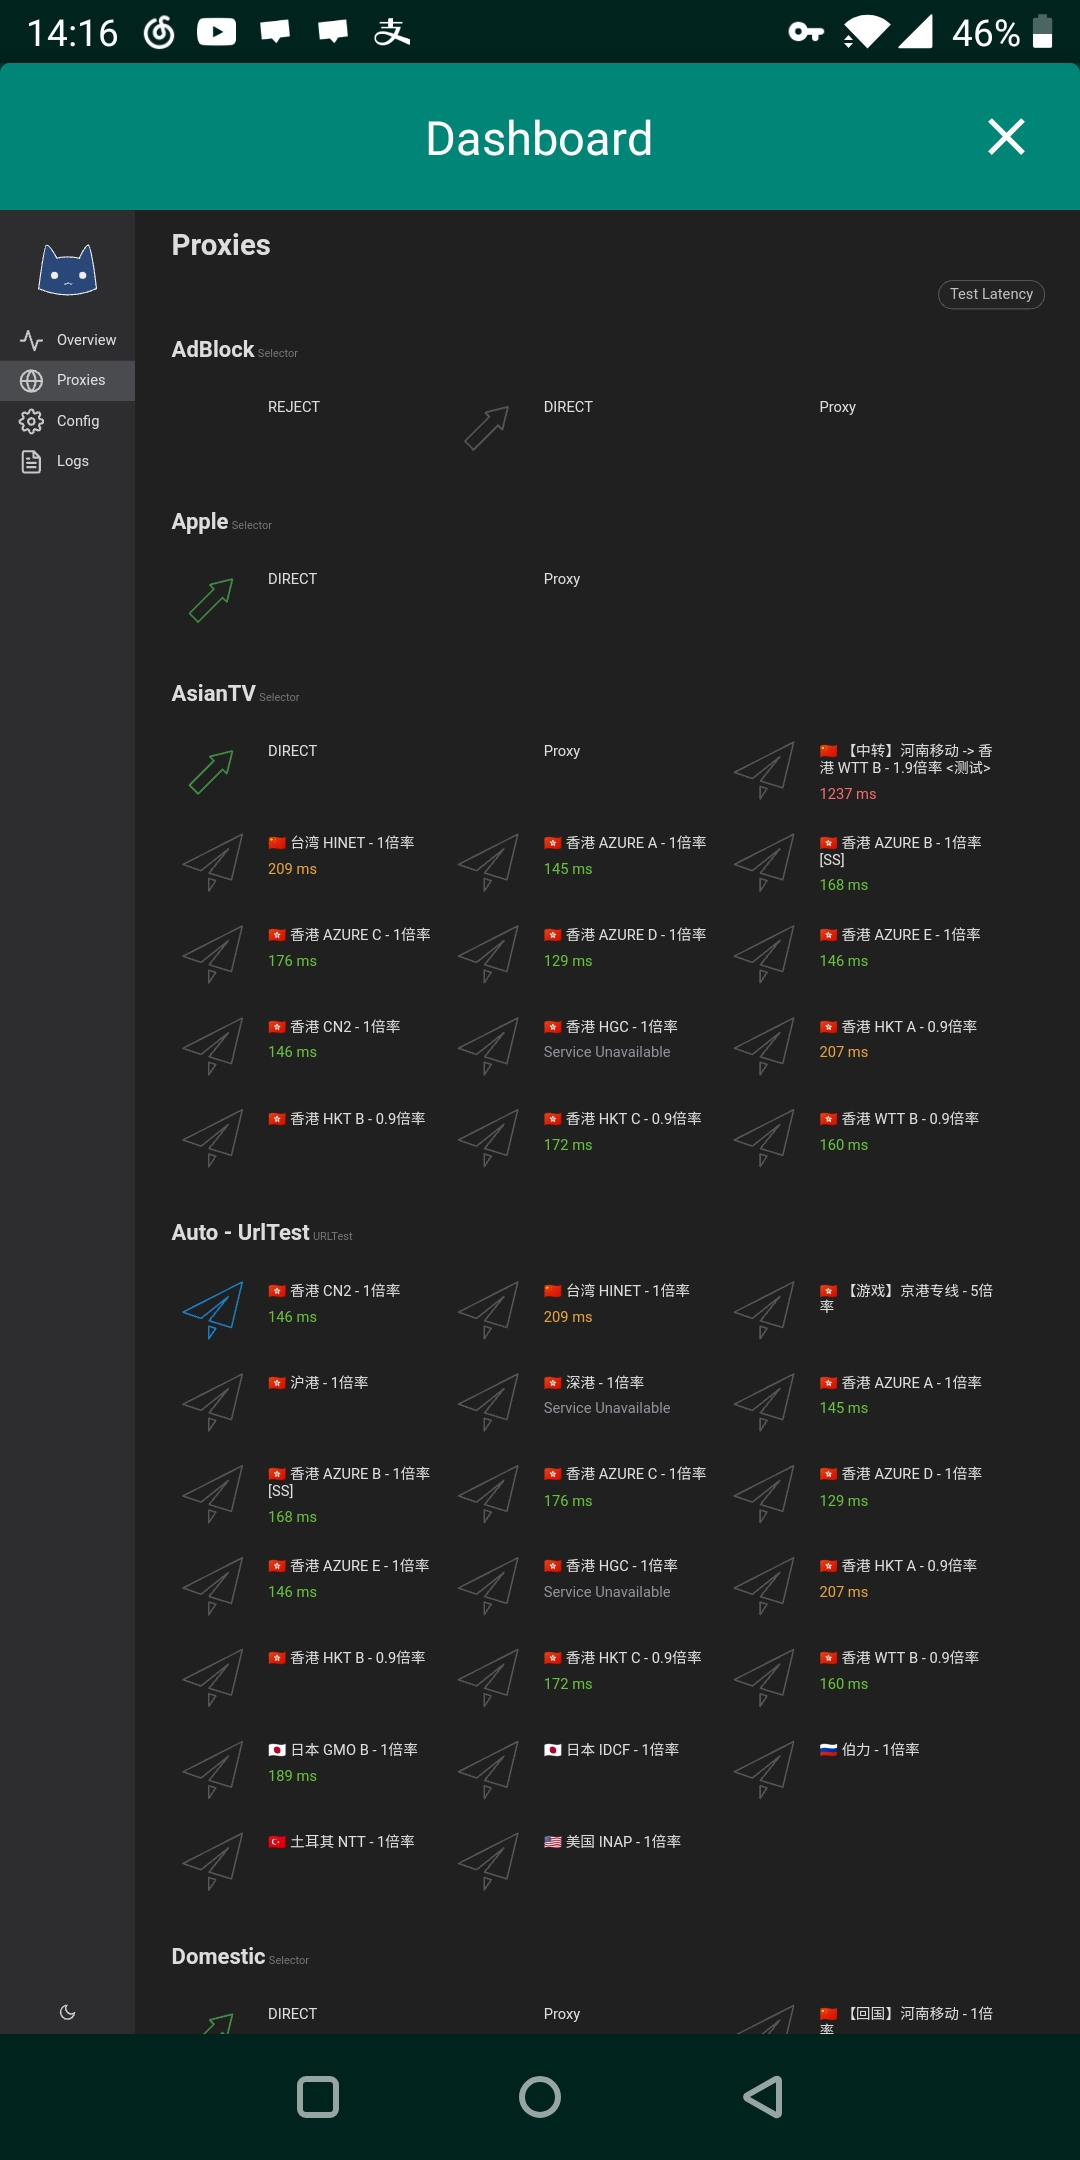 14:16
46%
Dashboard
Proxies
Test Latency
Overview
Proxies
Config
Logs
AdBlock Selector
REJECT
DIRECT
Proxy
Apple Selector
DIRECT
Proxy
AsianTV Selector
DIRECT
Proxy
🇨🇳 【中转】河南移动 -> 香
港 WTT B - 1.9倍率 <测试>
1237 ms
🇨🇳 台湾 HINET - 1倍率
209 ms
🇭🇰 香港 AZURE A - 1倍率
145 ms
🇭🇰 香港 AZURE B - 1倍率
[SS]
168 ms
🇭🇰 香港 AZURE C - 1倍率
176 ms
🇭🇰 香港 AZURE D - 1倍率
129 ms
🇭🇰 香港 AZURE E - 1倍率
146 ms
🇭🇰 香港 CN2 - 1倍率
146 ms
🇭🇰 香港 HGC - 1倍率
Service Unavailable
🇭🇰 香港 HKT A - 0.9倍率
207 ms
🇭🇰 香港 HKT B - 0.9倍率
🇭🇰 香港 HKT C - 0.9倍率
172 ms
🇭🇰 香港 WTT B - 0.9倍率
160 ms
Auto - UrlTest URLTest
🇭🇰 香港 CN2 - 1倍率
146 ms
🇨🇳 台湾 HINET - 1倍率
209 ms
🇭🇰 【游戏】京港专线 - 5倍
率
🇭🇰 沪港 - 1倍率
🇭🇰 深港 - 1倍率
Service Unavailable
🇭🇰 香港 AZURE A - 1倍率
145 ms
🇭🇰 香港 AZURE B - 1倍率
[SS]
168 ms
🇭🇰 香港 AZURE C - 1倍率
176 ms
🇭🇰 香港 AZURE D - 1倍率
129 ms
🇭🇰 香港 AZURE E - 1倍率
146 ms
🇭🇰 香港 HGC - 1倍率
Service Unavailable
🇭🇰 香港 HKT A - 0.9倍率
207 ms
🇭🇰 香港 HKT B - 0.9倍率
🇭🇰 香港 HKT C - 0.9倍率
172 ms
🇭🇰 香港 WTT B - 0.9倍率
160 ms
🇯🇵 日本 GMO B - 1倍率
189 ms
🇯🇵 日本 IDCF - 1倍率
🇷🇺 伯力 - 1倍率
🇹🇷 土耳其 NTT - 1倍率
🇺🇸 美国 INAP - 1倍率
Domestic Selector
DIRECT
Proxy
🇨🇳 【回国】河南移动 - 1倍
率